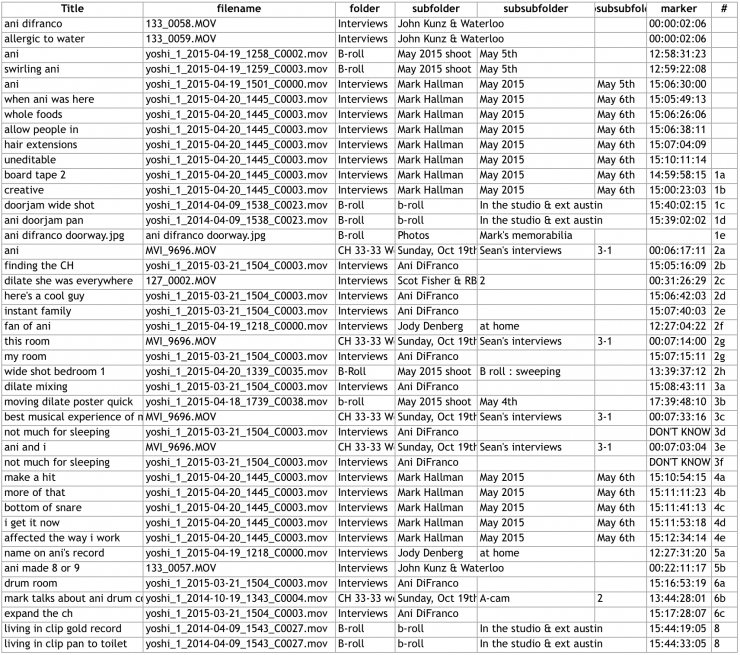 Title filename folder subfolder subsubfolder osubsubfol marker #
ani difranco 133_0058.MOV Interviews John Kunz & Waterloo 00:00:02:06
allergic to water 133_0059.MOV Interviews John Kunz & Waterloo 00:00:02:06
ani yoshi_1_2015-04-19_1258_C0002.mov B-roll May 2015 shoot May 5th 12:58:31:23
swirling ani yoshi_1_2015-04-19_1259_C0003.mov B-roll May 2015 shoot May 5th 12:59:22:08
ani yoshi_1_2015-04-19_1501_C0000.mov Interviews Mark Hallman May 2015 May 5th 15:06:30:00
when ani was here yoshi_1_2015-04-20_1445_C0003.mov Interviews Mark Hallman May 2015 May 6th 15:05:49:13
whole foods yoshi_1_2015-04-20_1445_C0003.mov Interviews Mark Hallman May 2015 May 6th 15:06:26:06
allow people in yoshi_1_2015-04-20_1445_C0003.mov Interviews Mark Hallman May 2015 May 6th 15:06:38:11
hair extensions yoshi_1_2015-04-20_1445_C0003.mov Interviews Mark Hallman May 2015 May 6th 15:07:04:09
uneditable yoshi_1_2015-04-20_1445_C0003.mov Interviews Mark Hallman May 2015 May 6th 15:10:11:14
board tape 2 yoshi_1_2015-04-20_1445_C0003.mov Interviews Mark Hallman May 2015 May 6th 14:59:58:15 1a
creative yoshi_1_2015-04-20_1445_C0003.mov Interviews Mark Hallman May 2015 May 6th 15:00:23:03 1b
doorjam wide shot yoshi_1_2014-04-09_1538_C0023.mov B-roll b-roll In the studio & ext austin 15:40:02:15 1c
ani doorjam pan yoshi_1_2014-04-09_1538_C0023.mov B-roll b-roll In the studio & ext austin 15:39:02:02 1d
ani difranco doorway.jpg ani difranco doorway.jpg B-roll Photos Mark's memorabilia 1e
ani MVI_9696.MOV CH 33-33 W Sunday, Oct 19th Sean's interviews 3-1 00:06:17:11 2a
finding the CH yoshi_1_2015-03-21_1504_C0003.mov Interviews Ani DiFranco 15:05:16:09 2b
dilate she was everywhere 127_0002.MOV Interviews Scot Fisher & RB 2 00:31:26:29 2c
here's a cool guy yoshi_1_2015-03-21_1504_C0003.mov Interviews Ani DiFranco 15:06:42:03 2d
instant family yoshi_1_2015-03-21_1504_C0003.mov Interviews Ani DiFranco 15:07:40:03 2e
fan of ani yoshi_1_2015-04-19_1218_C0000.mov Interviews Jody Denberg at home 12:27:04:22 2f
this room MVI_9696.MOV CH 33-33 W Sunday, Oct 19th Sean's interviews 3-1 00:07:14:00 2g
my room yoshi_1_2015-03-21_1504_C0003.mov Interviews Ani DiFranco 15:07:15:11 2g
wide shot bedroom 1 yoshi_1_2015-04-20_1339_C0035.mov B-Roll May 2015 shoot B roll : sweeping 13:39:37:12 2h
dilate mixing yoshi_1_2015-03-21_1504_C0003.mov Interviews Ani DiFranco 15:08:43:11 3a
moving dilate poster quick yoshi_1_2015-04-18_1739_C0038.mov b-roll May 2015 shoot May 4th 17:39:48:10 3b
best musical experience of m MVI_9696.MOV CH 33-33 W Sunday, Oct 19th Sean's interviews 3-1 00:07:33:16 3c
not much for sleeping yoshi_1_2015-03-21_1504_C0003.mov Interviews Ani DiFranco DON'T KNOW 3d
ani and i MVI_9696.MOV CH 33-33 W Sunday, Oct 19th Sean's interviews 3-1 00:07:03:04 3e
not much for sleeping yoshi_1_2015-03-21_1504_C0003.mov Interviews Ani DiFranco DON'T KNOW 3f
make a hit yoshi_1_2015-04-20_1445_C0003.mov Interviews Mark Hallman May 2015 May 6th 15:10:54:15 4a
more of that yoshi_1_2015-04-20_1445_C0003.mov Interviews Mark Hallman May 2015 May 6th 15:11:11:23 4b
bottom of snare yoshi_1_2015-04-20_1445_C0003.mov Interviews Mark Hallman May 2015 May 6th 15:11:41:13 4c
i get it now yoshi_1_2015-04-20_1445_C0003.mov Interviews Mark Hallman May 2015 May 6th 15:11:53:18 4d
affected the way i work yoshi_1_2015-04-20_1445_C0003.mov Interviews Mark Hallman May 2015 May 6th 15:12:34:14 4e
name on ani's record yoshi_1_2015-04-19_1218_C0000.mov Interviews Jody Denberg at home 12:27:31:20 5a
ani made 8 or 9 133_0057.MOV Interviews John Kunz & Waterloo 00:22:11:17 5b
drum room yoshi_1_2015-03-21_1504_C0003.mov Interviews Ani DiFranco 15:16:53:19 6a
mark talks about ani drum co yoshi_1_2014-10-19_1343_C0004.mov CH 33-33 w Sunday, Oct 19th A-cam 2 13:44:28:01 6b
expand the ch yoshi_1_2015-03-21_1504_C0003.mov Interviews Ani DiFranco 15:17:28:07 6c
living in clip gold record yoshi_1_2014-04-09_1543_C0027.mov B-roll b-roll In the studio & ext austin 15:44:19:05 8
living in clip pan to toilet yoshi_1_2014-04-09_1543_C0027.mov B-roll b-roll In the studio & ext austin 15:44:33:05 8